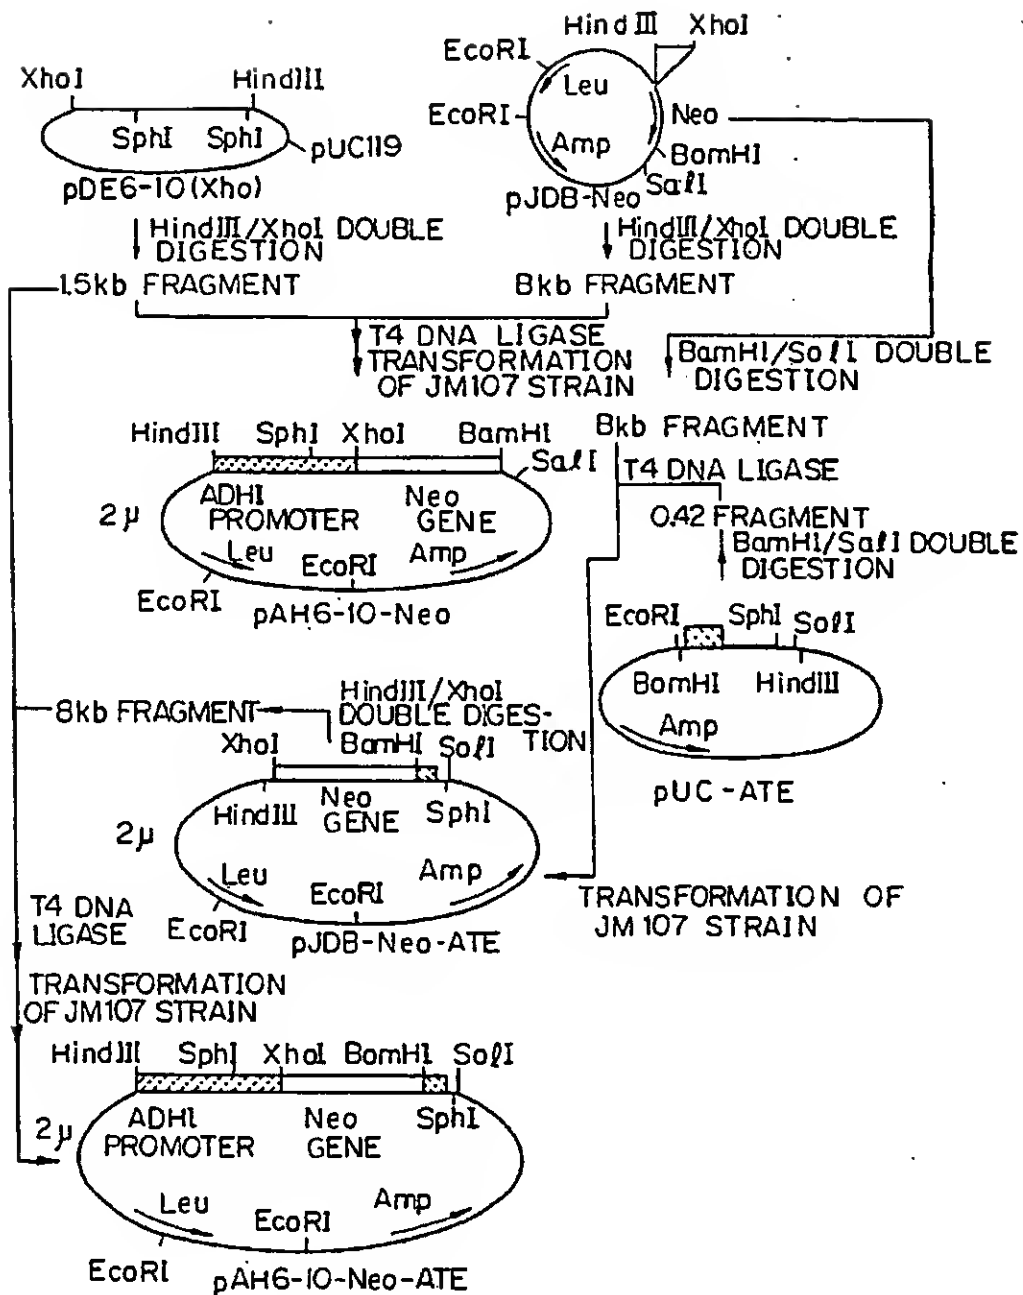 HindIII XhoI
EcoRI
Leu
EcoRI
Neo
Amp
BomHI
SalI
pJDB-Neo
XhoI HindIII
SphI SphI
pUC119
pDE6-10(Xho)
HindIII/XhoI DOUBLE
DIGESTION
1.5kb FRAGMENT
HindIII/XhoI DOUBLE
DIGESTION
8kb FRAGMENT
T4 DNA LIGASE
TRANSFORMATION
OF JM107 STRAIN
BamHI/SalI DOUBLE
DIGESTION
8kb FRAGMENT
T4 DNA LIGASE
0.42 FRAGMENT
BamHI/SalI DOUBLE
DIGESTION
HindIII SphI XhoI BamHI
SalI
ADHI
PROMOTER
Neo
GENE
2μ
Leu
EcoRI
Amp
EcoRI
pAH6-10-Neo
EcoRI SphI SalI
BomHI HindIII
Amp
pUC-ATE
HindIII/XhoI
DOUBLE DIGES-
TION
8kb FRAGMENT
XhoI BamHI SalI
HindIII
Neo
GENE
SphI
2μ
Leu
EcoRI
Amp
EcoRI
pJDB-Neo-ATE
TRANSFORMATION OF
JM107 STRAIN
T4 DNA
LIGASE
TRANSFORMATION
OF JM107 STRAIN
HindIII SphI XhoI BomHI SalI
ADHI
PROMOTER
Neo
GENE
SphI
2μ
Leu
EcoRI
Amp
EcoRI
pAH6-10-Neo-ATE